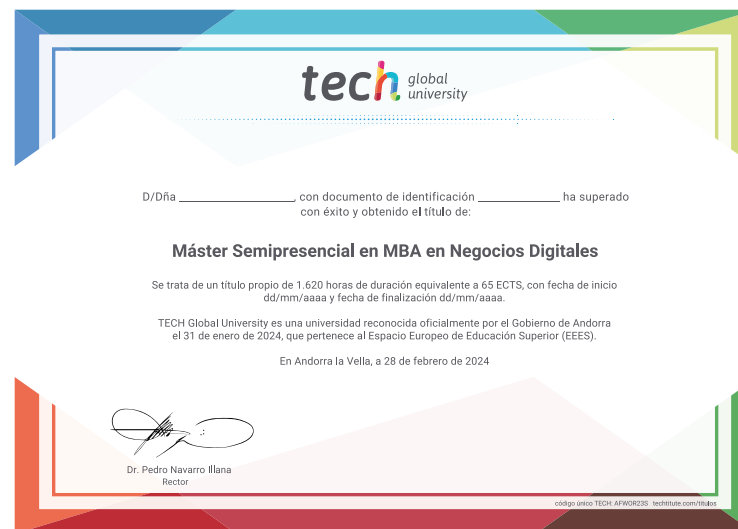 tech global university
D/Dña ____________________, con documento de identificación ______________ ha superado
con éxito y obtenido el título de:
Máster Semipresencial en MBA en Negocios Digitales
Se trata de un título propio de 1.620 horas de duración equivalente a 65 ECTS, con fecha de inicio
dd/mm/aaaa y fecha de finalización dd/mm/aaaa.
TECH Global University es una universidad reconocida oficialmente por el Gobierno de Andorra
el 31 de enero de 2024, que pertenece al Espacio Europeo de Educación Superior (EEES).
En Andorra la Vella, a 28 de febrero de 2024
Dr. Pedro Navarro Illana
Rector
código único TECH: AFWOR23S techtitute.com/títulos